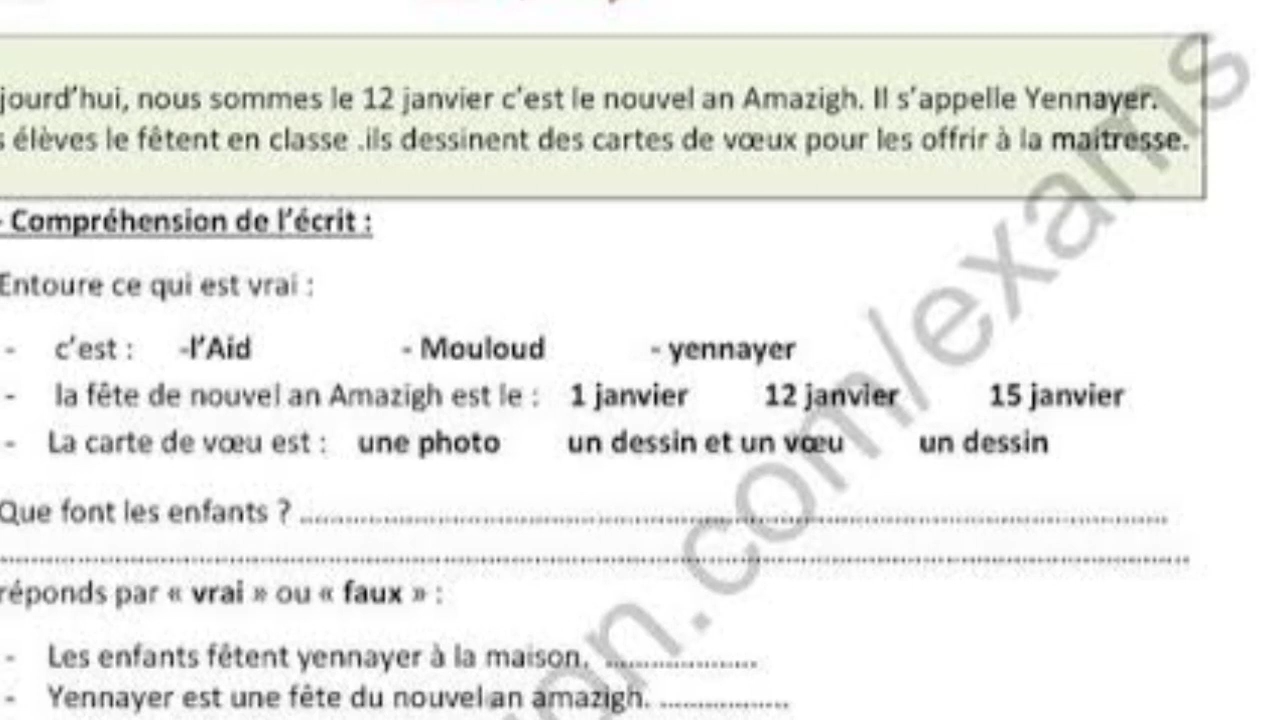 jourd'hui, nous sommes le 12 janvier c'est le nouvel an Amazigh. Il s'appelle Yennayer.
s élèves le fêtent en classe .ils dessinent des cartes de vœux pour les offrir à la maitresse.
- Compréhension de l'écrit :
Entoure ce qui est vrai :
- c'est : -l'Aid - Mouloud - yennayer
- la fête de nouvel an Amazigh est le : 1 janvier 12 janvier 15 janvier
- La carte de vœu est : une photo un dessin et un vœu un dessin
Que font les enfants ? ................................................................
................................................................
réponds par « vrai » ou « faux » :
- Les enfants fêtent yennayer à la maison. ....................
- Yennayer est une fête du nouvel an amazigh. .................
on.com/exams